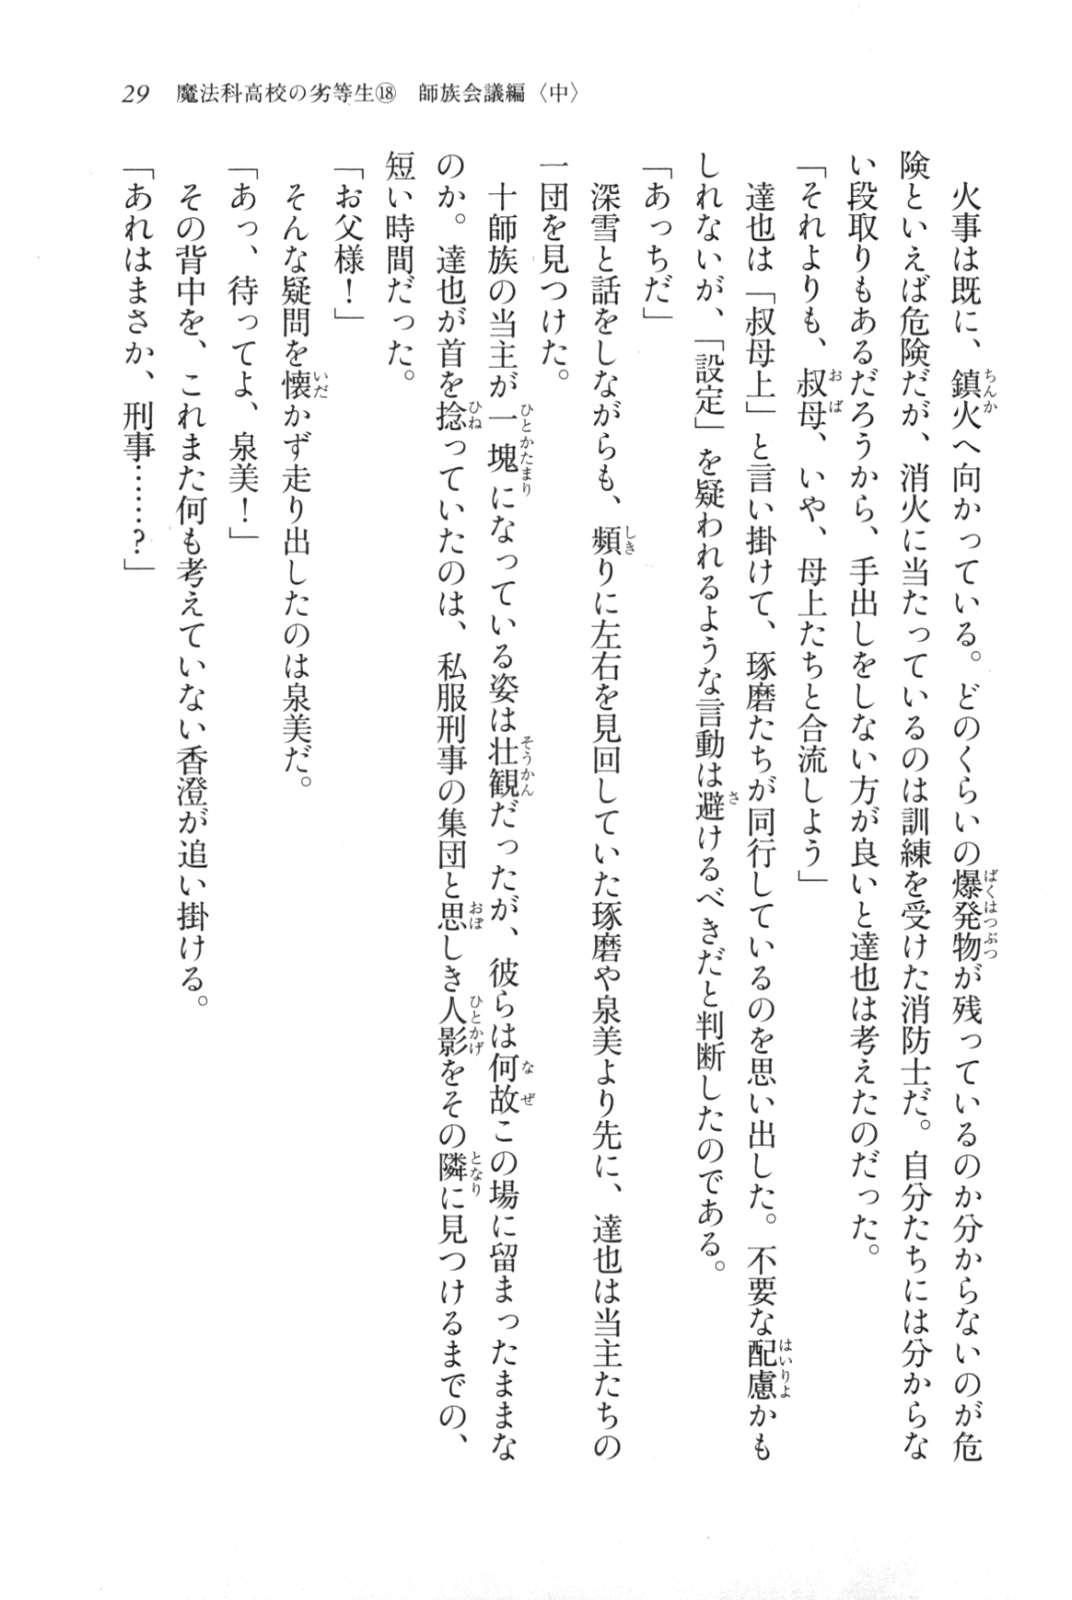 29 魔法科高校の劣等生⑱ 師族会議編〈中〉
火事は既に、鎮火へ向かっている。どのくらいの爆発物が残っているのか分からないのが危
険といえば危険だが、消火に当たっているのは訓練を受けた消防士だ。自分たちには分からな
い段取りもあるだろうから、手出しをしない方が良いと達也は考えたのだった。
「それよりも、叔母、いや、母上たちと合流しよう」
達也は「叔母上」と言い掛けて、琢磨たちが同行しているのを思い出した。不要な配慮かも
しれないが、「設定」を疑われるような言動は避けるべきだと判断したのである。
「あっちだ」
深雪と話をしながらも、頻りに左右を見回していた琢磨や泉美より先に、達也は当主たちの
一団を見つけた。
十師族の当主が一塊になっている姿は壮観だったが、彼らは何故この場に留まったままな
のか。達也が首を捻っていたのは、私服刑事の集団と思しき人影をその隣に見つけるまでの、
短い時間だった。
「お父様！」
そんな疑問を懐かず走り出したのは泉美だ。
「あっ、待ってよ、泉美！」
その背中を、これまた何も考えていない香澄が追い掛ける。
「あれはまさか、刑事……？」